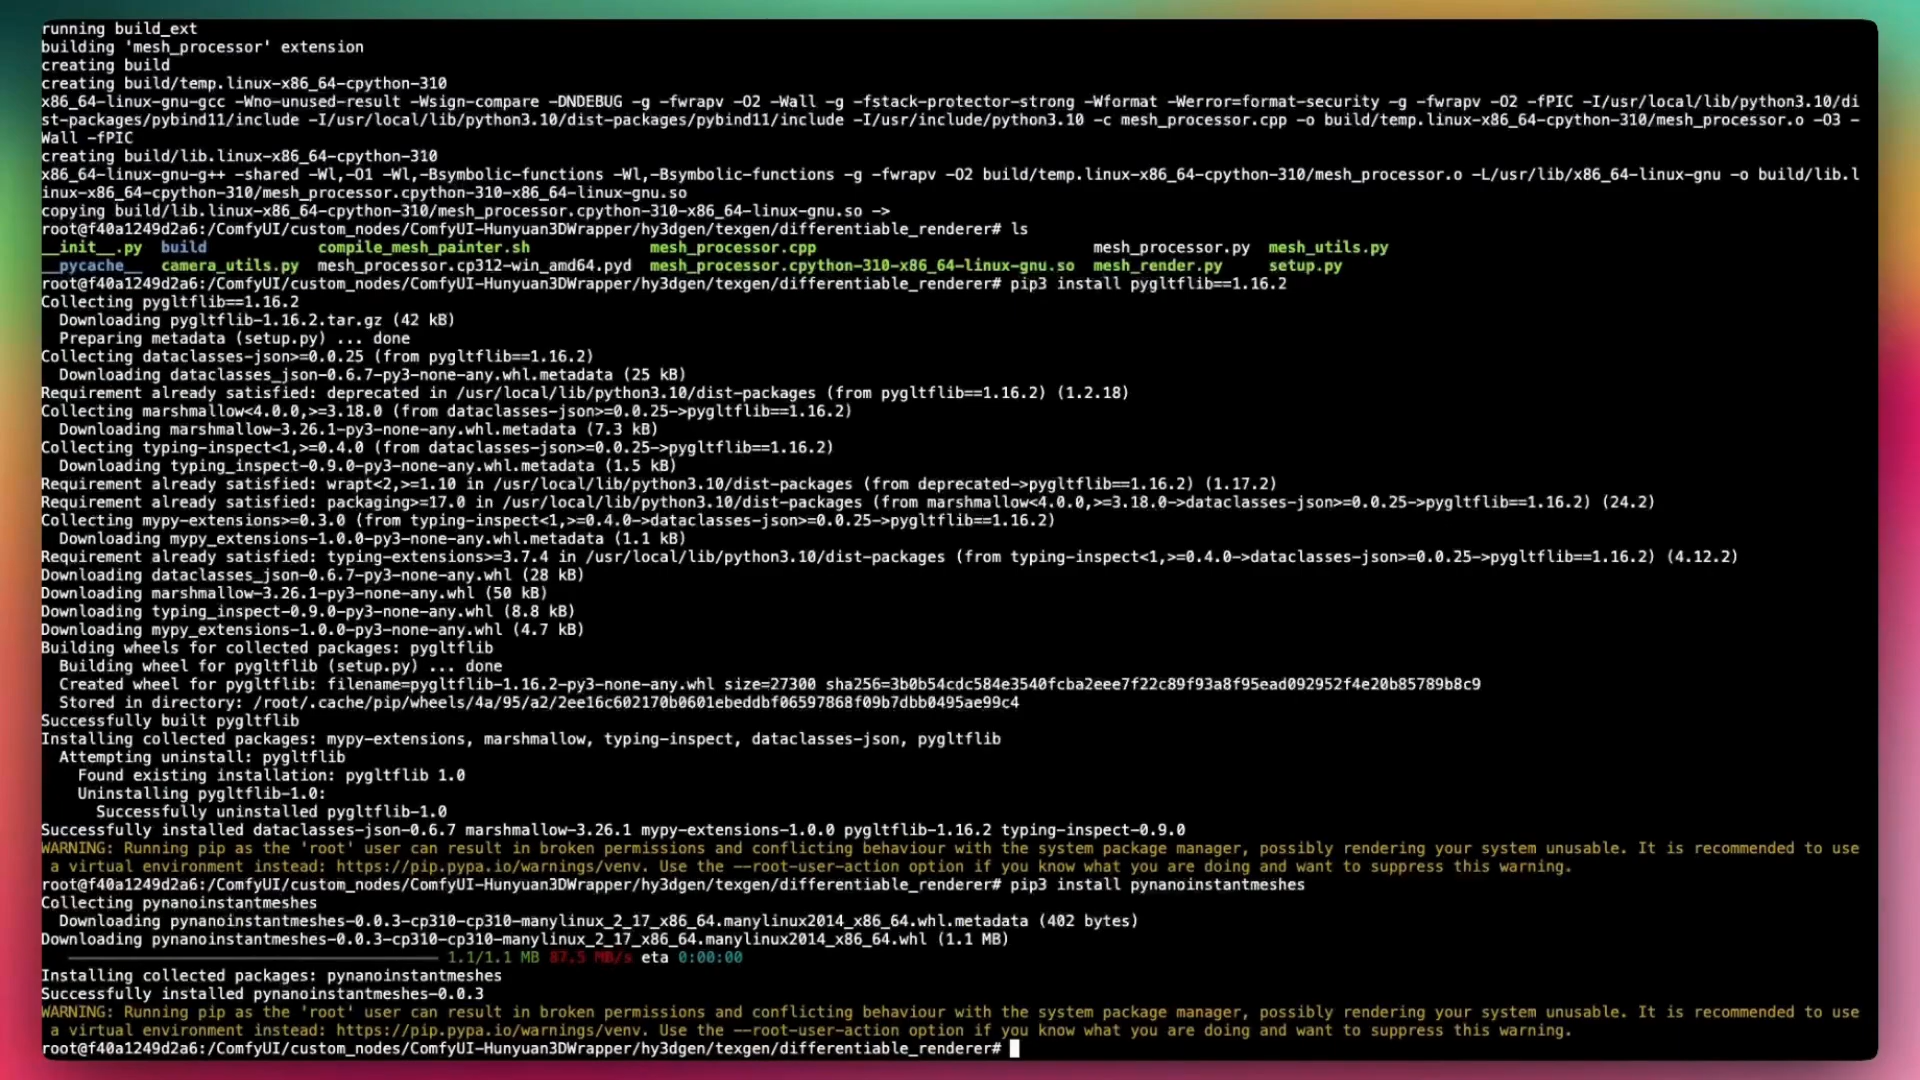 running build_ext
building 'mesh_processor' extension
creating build
creating build/temp.linux-x86_64-cpython-310
x86_64-linux-gnu-gcc -Wno-unused-result -Wsign-compare -DNDEBUG -g -fwrapv -O2 -Wall -g -fstack-protector-strong -Wformat -Werror=format-security -g -fwrapv -O2 -fPIC -I/usr/local/lib/python3.10/di
st-packages/pybind11/include -I/usr/local/lib/python3.10/dist-packages/pybind11/include -I/usr/include/python3.10 -c mesh_processor.cpp -o build/temp.linux-x86_64-cpython-310/mesh_processor.o -O3 -
Wall -fPIC
creating build/lib.linux-x86_64-cpython-310
x86_64-linux-gnu-g++ -shared -Wl,-O1 -Wl,-Bsymbolic-functions -Wl,-Bsymbolic-functions -g -fwrapv -O2 build/temp.linux-x86_64-cpython-310/mesh_processor.o -L/usr/lib/x86_64-linux-gnu -o build/lib.l
inux-x86_64-cpython-310/mesh_processor.cpython-310-x86_64-linux-gnu.so
copying build/lib.linux-x86_64-cpython-310/mesh_processor.cpython-310-x86_64-linux-gnu.so ->
root@f40a1249d2a6:/ComfyUI/custom_nodes/ComfyUI-Hunyuan3DWrapper/hy3dgen/texgen/differentiable_renderer# ls
__init__.py build compile_mesh_painter.sh mesh_processor.cpp mesh_processor.py mesh_utils.py
__pycache__ camera_utils.py mesh_processor.cp312-win_amd64.pyd mesh_processor.cpython-310-x86_64-linux-gnu.so mesh_render.py setup.py
root@f40a1249d2a6:/ComfyUI/custom_nodes/ComfyUI-Hunyuan3DWrapper/hy3dgen/texgen/differentiable_renderer# pip3 install pygltflib==1.16.2
Collecting pygltflib==1.16.2
Downloading pygltflib-1.16.2.tar.gz (42 kB)
Preparing metadata (setup.py) ... done
Collecting dataclasses-json>=0.0.25 (from pygltflib==1.16.2)
Downloading dataclasses_json-0.6.7-py3-none-any.whl.metadata (25 kB)
Requirement already satisfied: deprecated in /usr/local/lib/python3.10/dist-packages (from pygltflib==1.16.2) (1.2.18)
Collecting marshmallow<4.0.0,>=3.18.0 (from dataclasses-json>=0.0.25->pygltflib==1.16.2)
Downloading marshmallow-3.26.1-py3-none-any.whl.metadata (7.3 kB)
Collecting typing-inspect<1,>=0.4.0 (from dataclasses-json>=0.0.25->pygltflib==1.16.2)
Downloading typing_inspect-0.9.0-py3-none-any.whl.metadata (1.5 kB)
Requirement already satisfied: wrapt<2,>=1.10 in /usr/local/lib/python3.10/dist-packages (from deprecated->pygltflib==1.16.2) (1.17.2)
Requirement already satisfied: packaging>=17.0 in /usr/local/lib/python3.10/dist-packages (from marshmallow<4.0.0,>=3.18.0->dataclasses-json>=0.0.25->pygltflib==1.16.2) (24.2)
Collecting mypy-extensions>=0.3.0 (from typing-inspect<1,>=0.4.0->dataclasses-json>=0.0.25->pygltflib==1.16.2)
Downloading mypy_extensions-1.0.0-py3-none-any.whl.metadata (1.1 kB)
Requirement already satisfied: typing-extensions>=3.7.4 in /usr/local/lib/python3.10/dist-packages (from typing-inspect<1,>=0.4.0->dataclasses-json>=0.0.25->pygltflib==1.16.2) (4.12.2)
Downloading dataclasses_json-0.6.7-py3-none-any.whl (28 kB)
Downloading marshmallow-3.26.1-py3-none-any.whl (50 kB)
Downloading typing_inspect-0.9.0-py3-none-any.whl (8.8 kB)
Downloading mypy_extensions-1.0.0-py3-none-any.whl (4.7 kB)
Building wheels for collected packages: pygltflib
Building wheel for pygltflib (setup.py) ... done
Created wheel for pygltflib: filename=pygltflib-1.16.2-py3-none-any.whl size=27300 sha256=3b0b54cdc584e3540fcba2eee7f22c89f93a8f95ead092952f4e20b85789b8c9
Stored in directory: /root/.cache/pip/wheels/4a/95/a2/2ee16c602170b0601ebeddbf06597868f09b7dbb0495ae99c4
Successfully built pygltflib
Installing collected packages: mypy-extensions, marshmallow, typing-inspect, dataclasses-json, pygltflib
Attempting uninstall: pygltflib
Found existing installation: pygltflib 1.0
Uninstalling pygltflib-1.0:
Successfully uninstalled pygltflib-1.0
Successfully installed dataclasses-json-0.6.7 marshmallow-3.26.1 mypy-extensions-1.0.0 pygltflib-1.16.2 typing-inspect-0.9.0
WARNING: Running pip as the 'root' user can result in broken permissions and conflicting behaviour with the system package manager, possibly rendering your system unusable. It is recommended to use
a virtual environment instead: https://pip.pypa.io/warnings/venv. Use the --root-user-action option if you know what you are doing and want to suppress this warning.
root@f40a1249d2a6:/ComfyUI/custom_nodes/ComfyUI-Hunyuan3DWrapper/hy3dgen/texgen/differentiable_renderer# pip3 install pynanoinstantmeshes
Collecting pynanoinstantmeshes
Downloading pynanoinstantmeshes-0.0.3-cp310-cp310-manylinux_2_17_x86_64.manylinux2014_x86_64.whl.metadata (402 bytes)
Downloading pynanoinstantmeshes-0.0.3-cp310-cp310-manylinux_2_17_x86_64.manylinux2014_x86_64.whl (1.1 MB)
1.1/1.1 MB 87.5 MB/s eta 0:00:00
Installing collected packages: pynanoinstantmeshes
Successfully installed pynanoinstantmeshes-0.0.3
WARNING: Running pip as the 'root' user can result in broken permissions and conflicting behaviour with the system package manager, possibly rendering your system unusable. It is recommended to use
a virtual environment instead: https://pip.pypa.io/warnings/venv. Use the --root-user-action option if you know what you are doing and want to suppress this warning.
root@f40a1249d2a6:/ComfyUI/custom_nodes/ComfyUI-Hunyuan3DWrapper/hy3dgen/texgen/differentiable_renderer#